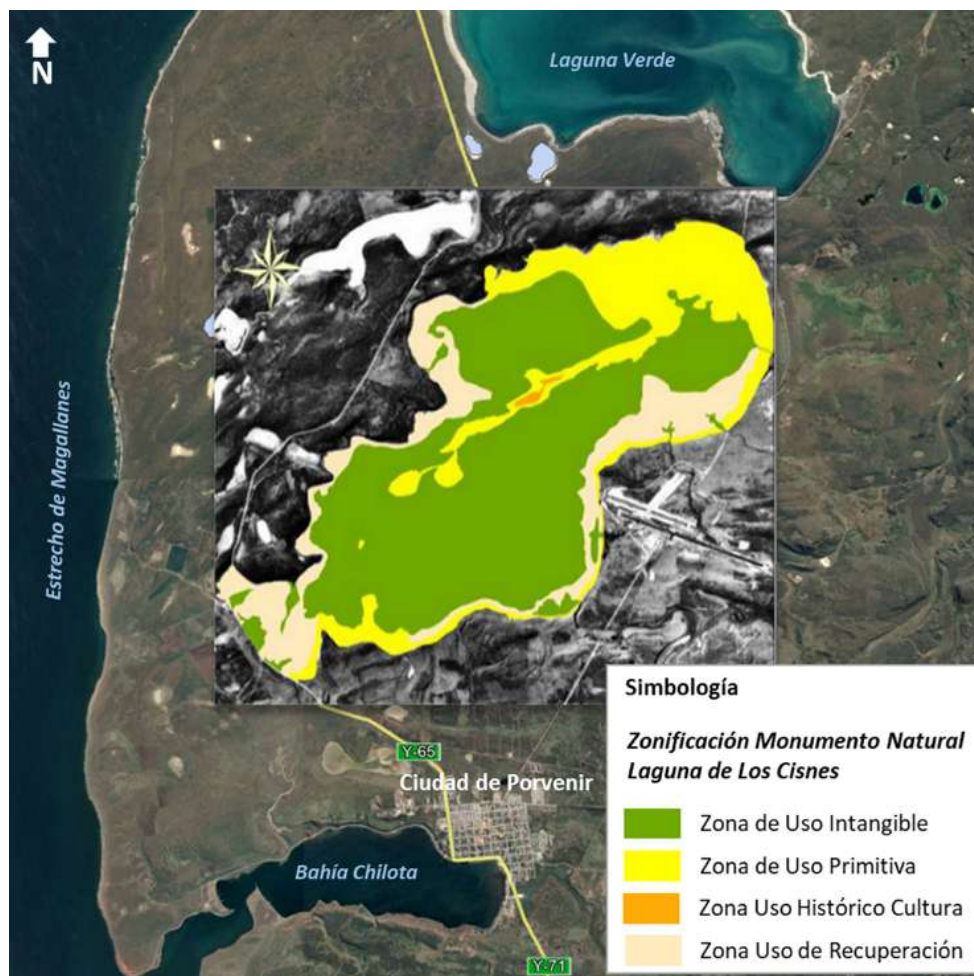 N
Laguna Verde
Estrecho de Magallanes
Y-65
Ciudad de Porvenir
Bahía Chilota
Y-71
Simbología
Zonificación Monumento Natural
Laguna de Los Cisnes
Zona de Uso Intangible
Zona de Uso Primitiva
Zona Uso Histórico Cultura
Zona Uso de Recuperación